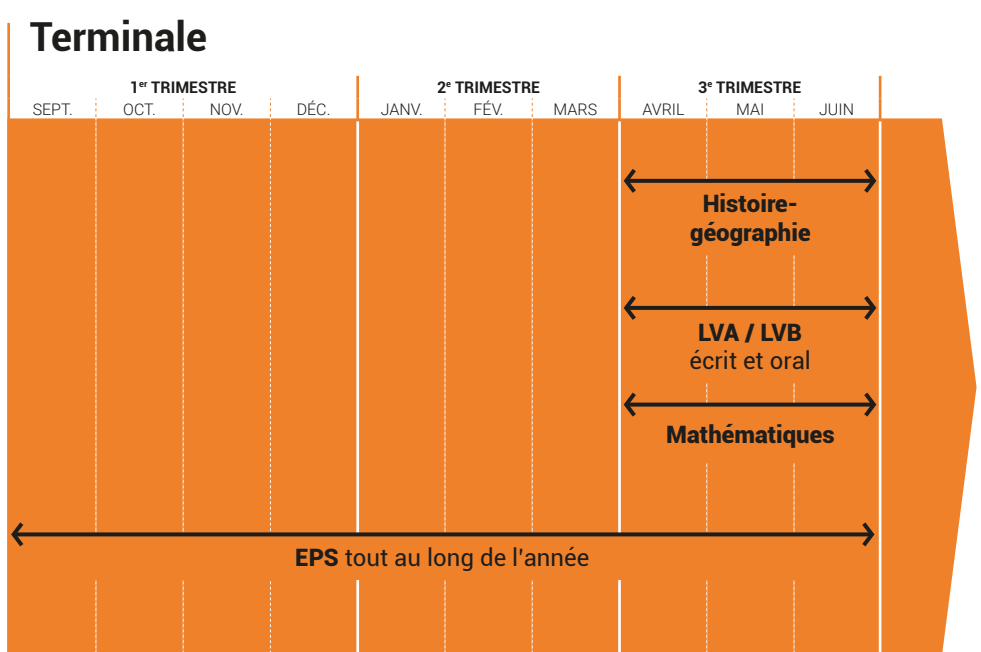 Terminale
1er TRIMESTRE 2e TRIMESTRE 3e TRIMESTRE
SEPT. OCT. NOV. DÉC. JANV. FÉV. MARS AVRIL MAI JUIN
Histoire-
géographie
LVA / LVB
écrit et oral
Mathématiques
EPS tout au long de l'année